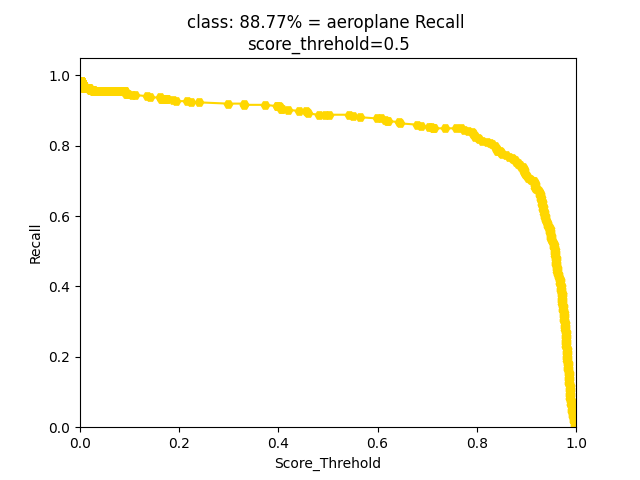 class: 88.77% = aeroplane Recall
score_threhold=0.5
1.0
0.8
0.6
0.4
0.2
0.0
Recall
0.0 0.2 0.4 0.6 0.8 1.0
Score_Threhold